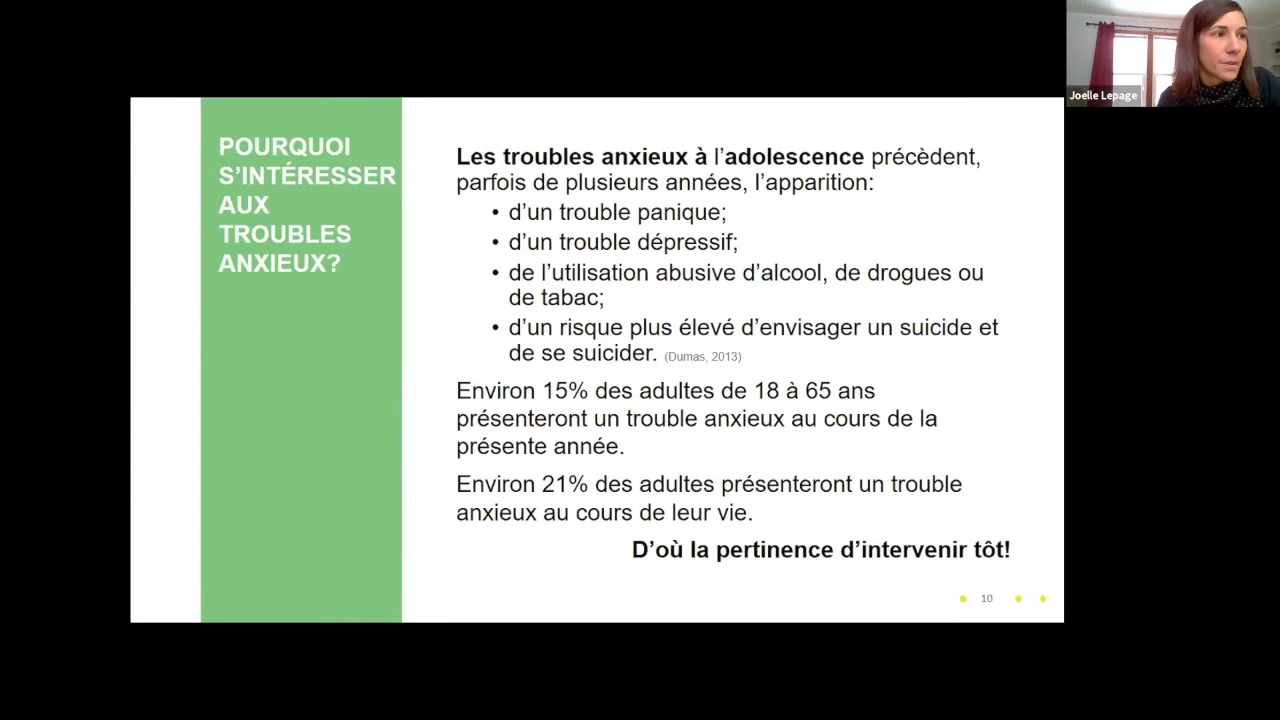 Joelle Lepage
POURQUOI
S'INTÉRESSER
AUX
TROUBLES
ANXIEUX?
Les troubles anxieux à l'adolescence précèdent,
parfois de plusieurs années, l'apparition:
• d'un trouble panique;
• d'un trouble dépressif;
• de l'utilisation abusive d'alcool, de drogues ou
de tabac;
• d'un risque plus élevé d'envisager un suicide et
de se suicider. (Dumas, 2013)
Environ 15% des adultes de 18 à 65 ans
présenteront un trouble anxieux au cours de la
présente année.
Environ 21% des adultes présenteront un trouble
anxieux au cours de leur vie.
D'où la pertinence d'intervenir tôt!
10